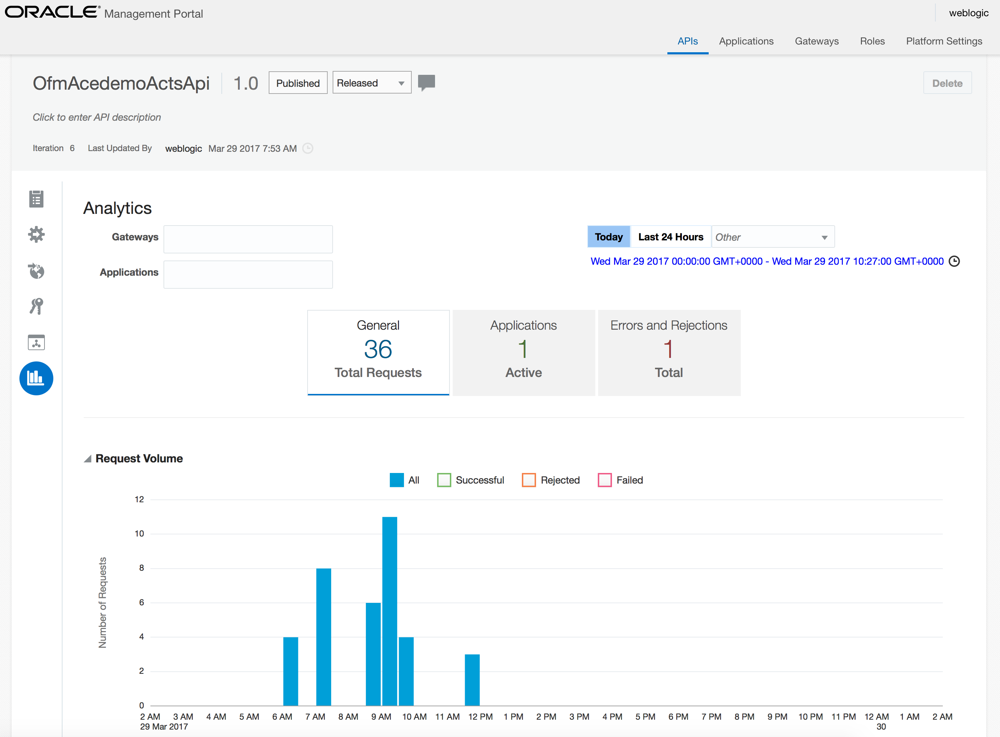 ORACLE® Management Portal
weblogic
APIs Applications Gateways Roles Platform Settings
OfmAcedemoActsApi 1.0 Published Released
Delete
Click to enter API description
Iteration 6 Last Updated By weblogic Mar 29 2017 7:53 AM
Analytics
Gateways
Today Last 24 Hours Other
Wed Mar 29 2017 00:00:00 GMT+0000 - Wed Mar 29 2017 10:27:00 GMT+0000
Applications
General
36
Total Requests
Applications
1
Active
Errors and Rejections
1
Total
Request Volume
All Successful Rejected Failed
Number of Requests
12
10
8
6
4
2
0
2 AM 3 AM 4 AM 5 AM 6 AM 7 AM 8 AM 9 AM 10 AM 11 AM 12 PM 1 PM 2 PM 3 PM 4 PM 5 PM 6 PM 7 PM 8 PM 9 PM 10 PM 11 PM 12 AM 1 AM 2 AM
29 Mar 2017 30